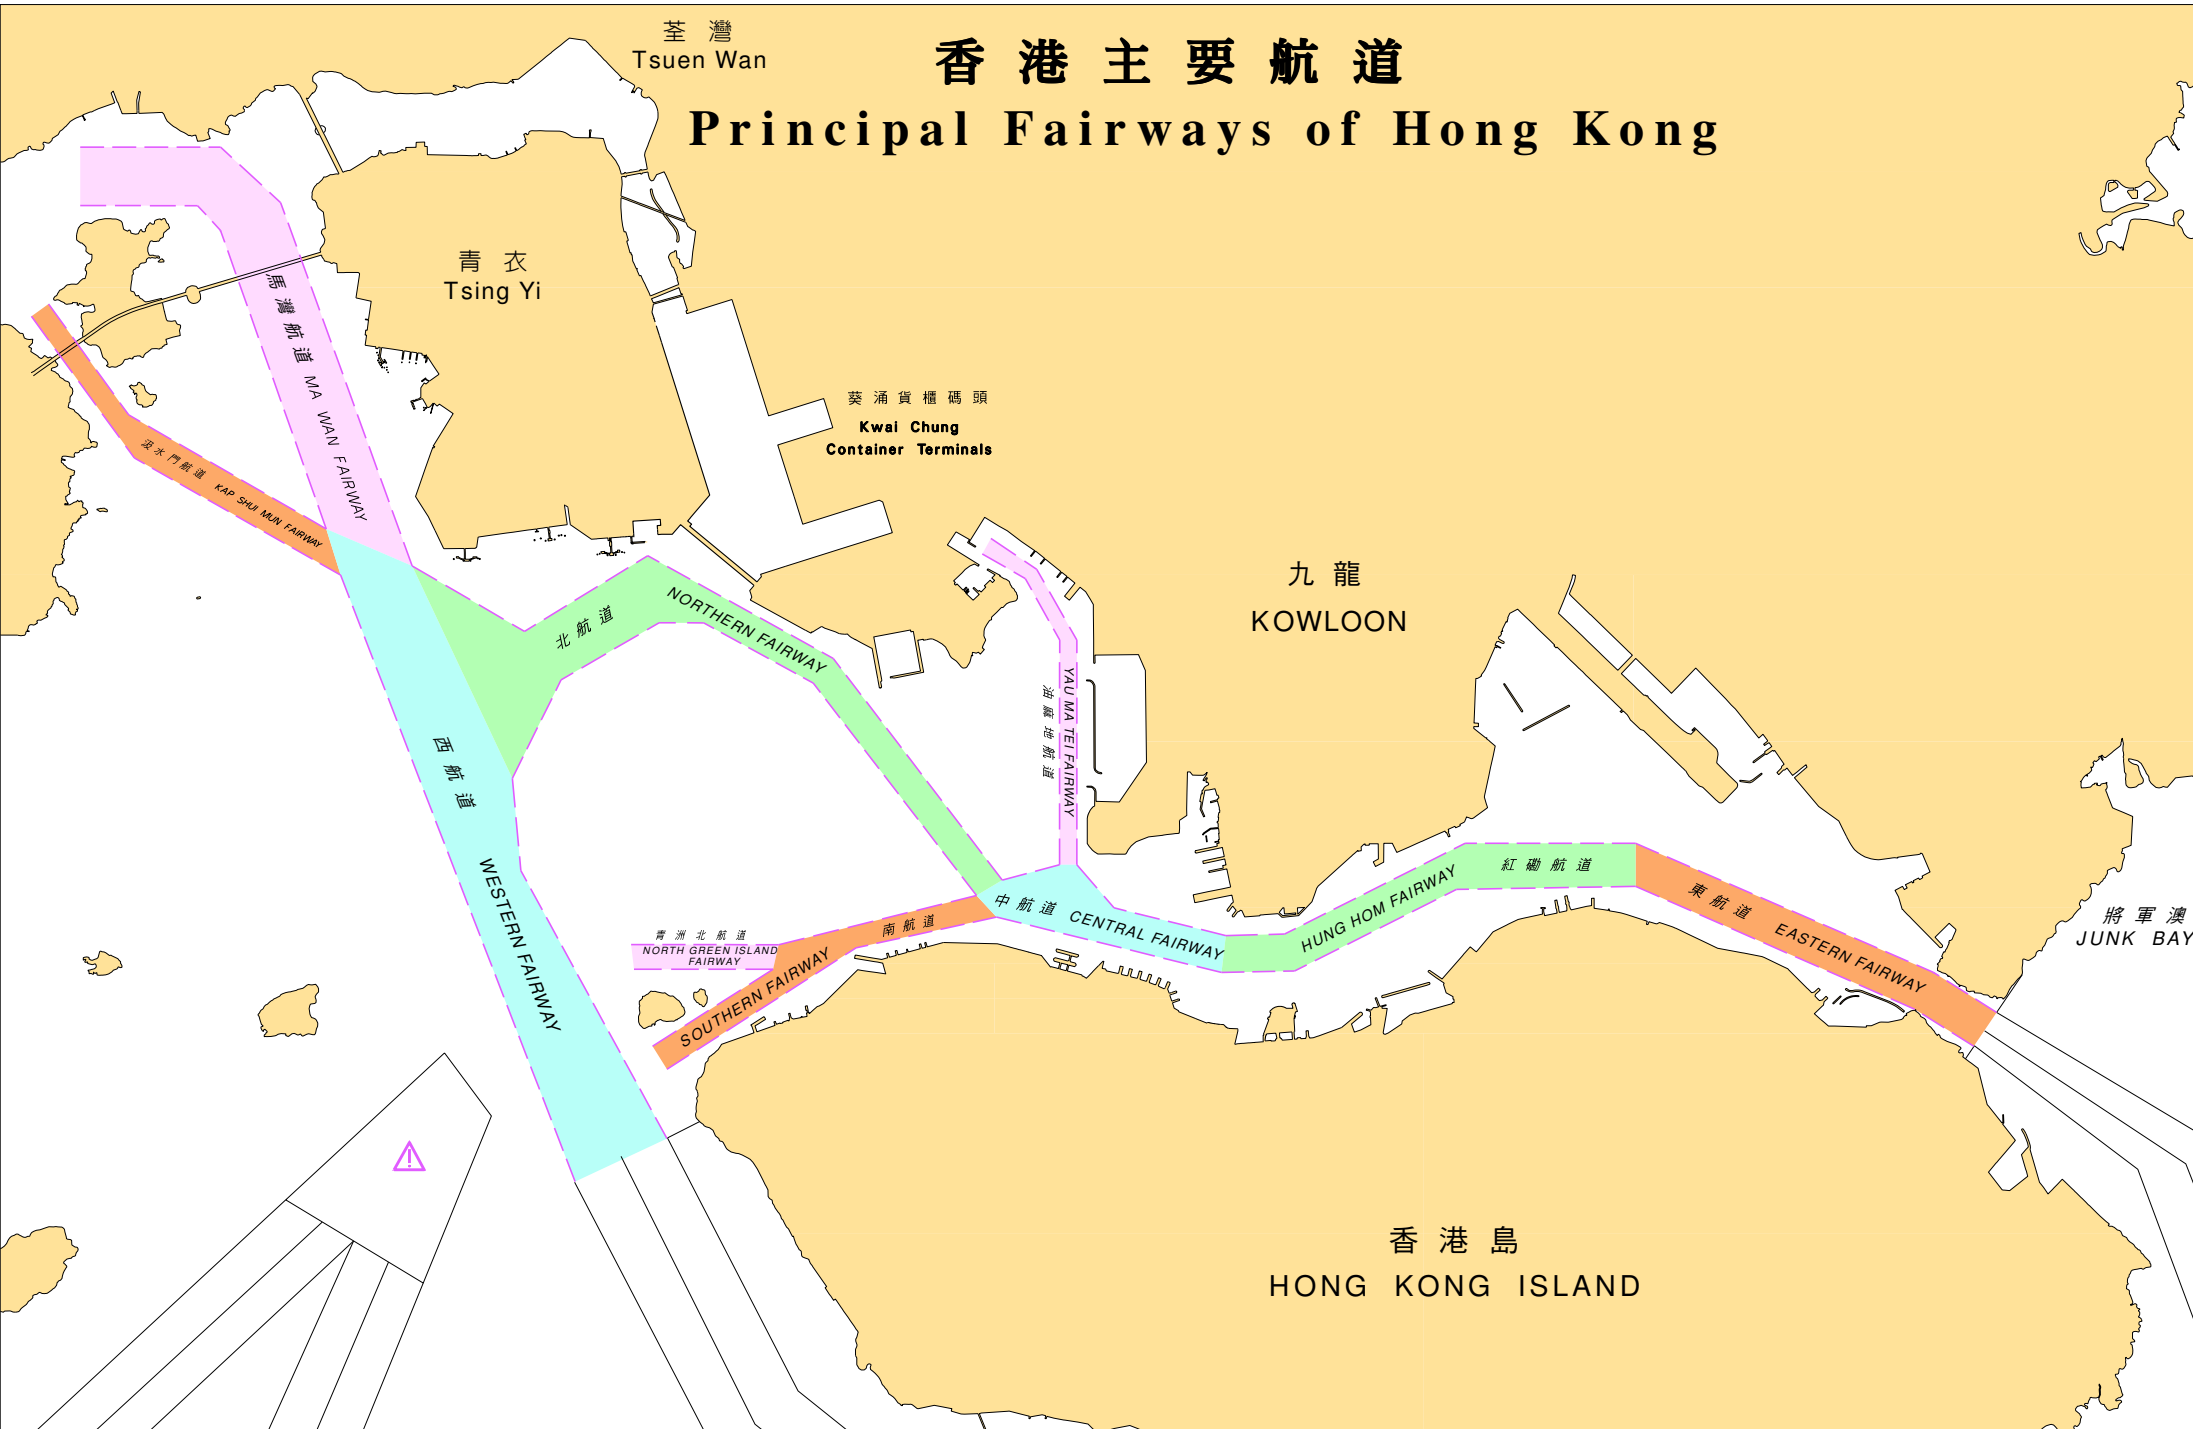 荃灣
Tsuen Wan
香港主要航道
Principal Fairways of Hong Kong
青衣
Tsing Yi
馬灣航道 MA WAN FAIRWAY
葵涌貨櫃碼頭
Kwai Chung
Container Terminals
汲水門航道 KAP SHUI MUN FAIRWAY
九龍
KOWLOON
北航道 NORTHERN FAIRWAY
YAU MA TEI FAIRWAY
油麻地航道
西航道 WESTERN FAIRWAY
紅磡航道
HUNG HOM FAIRWAY
中航道 CENTRAL FAIRWAY
東航道 EASTERN FAIRWAY
南航道
SOUTHERN FAIRWAY
青洲北航道
NORTH GREEN ISLAND
FAIRWAY
將軍澳
JUNK BAY
香港島
HONG KONG ISLAND